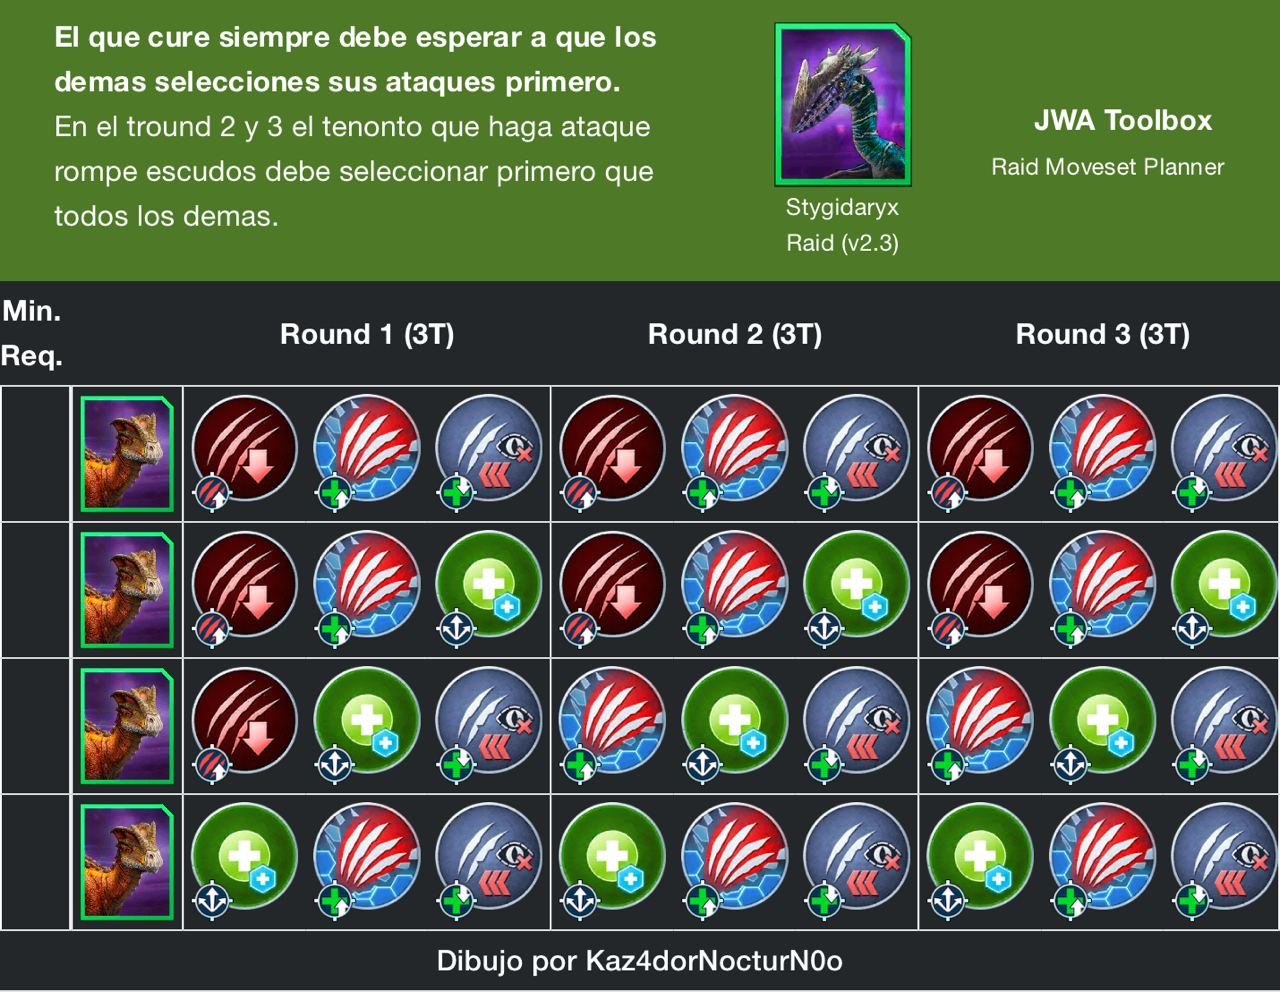 El que cure siempre debe esperar a que los
demas selecciones sus ataques primero.
En el tround 2 y 3 el tenonto que haga ataque
rompe escudos debe seleccionar primero que
todos los demas.
Stygidaryx
Raid (v2.3)
JWA Toolbox
Raid Moveset Planner
Min.
Req.
Round 1 (3T)
Round 2 (3T)
Round 3 (3T)
Dibujo por Kaz4dorNocturN0o